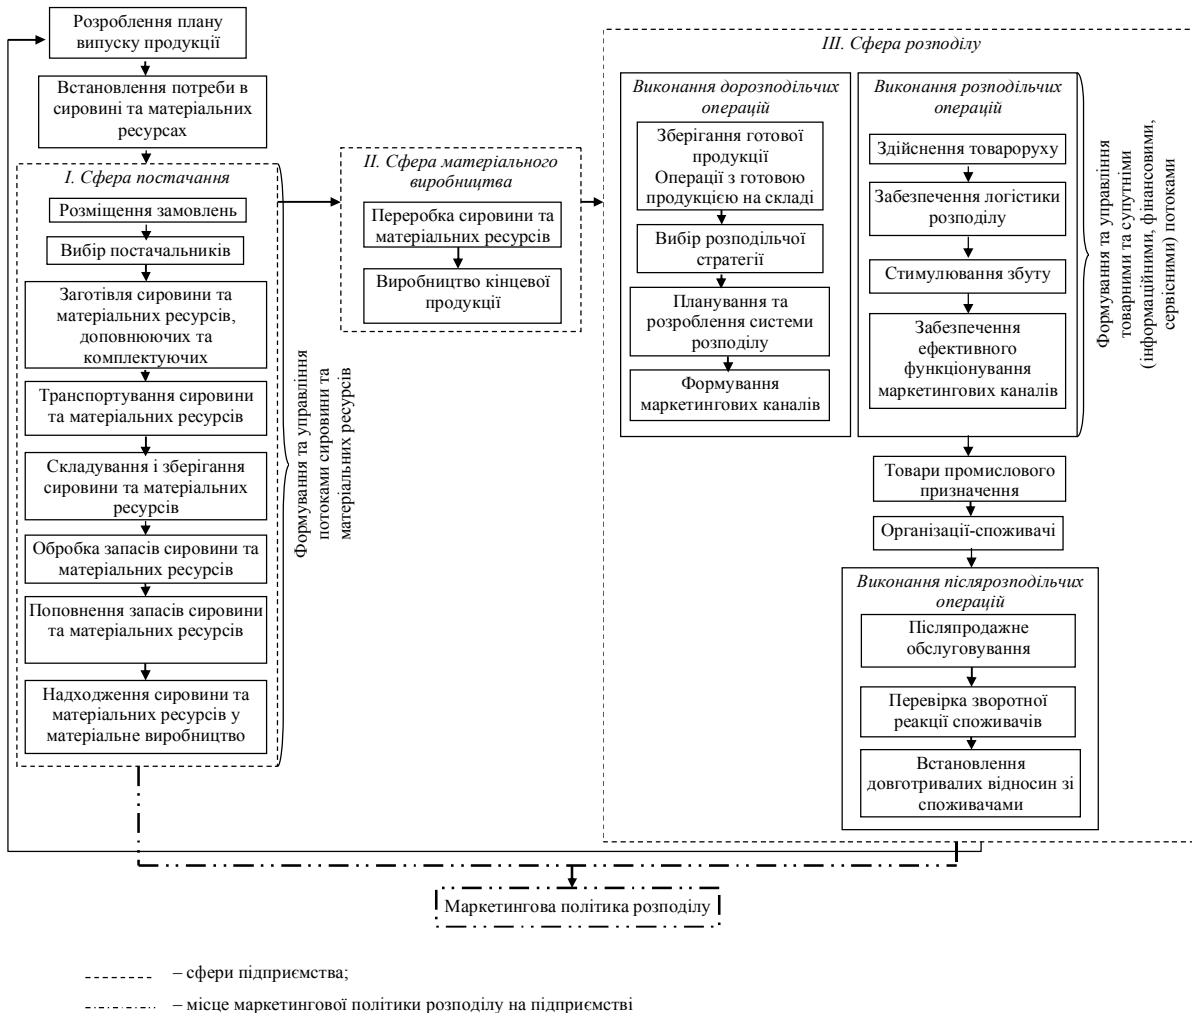 Розроблення плану
випуску продукції
Встановлення потреби в
сировині та матеріальних
ресурсах
І. Сфера постачання
Розміщення замовлень
Вибір постачальників
Заготівля сировини та
матеріальних ресурсів,
доповнюючих та
комплектуючих
Транспортування сировини
та матеріальних ресурсів
Складування і зберігання
сировини та матеріальних
ресурсів
Обробка запасів сировини та
матеріальних ресурсів
Поповнення запасів сировини
та матеріальних ресурсів
Надходження сировини та
матеріальних ресурсів у
матеріальне виробництво
Формування та управління
потоками сировини та
матеріальних ресурсів
ІІ. Сфера матеріального
виробництва
Переробка сировини та
матеріальних ресурсів
Виробництво кінцевої
продукції
ІІІ. Сфера розподілу
Виконання дорозподільчих
операцій
Зберігання готової
продукції
Операції з готовою
продукцією на складі
Вибір розподільчої
стратегії
Планування та
розроблення системи
розподілу
Формування
маркетингових каналів
Виконання розподільчих
операцій
Здійснення товароруху
Забезпечення логістики
розподілу
Стимулювання збуту
Забезпечення
ефективного
функціонування
маркетингових каналів
Формування та управління
товарними та супутніми
(інформаційними, фінансовими,
сервісними) потоками
Товари промислового
призначення
Організації-споживачі
Виконання післярозподільчих
операцій
Післяпродажне
обслуговування
Перевірка зворотної
реакції споживачів
Встановлення
довготривалих відносин зі
споживачами
Маркетингова політика розподілу
– сфери підприємства;
– місце маркетингової політики розподілу на підприємстві